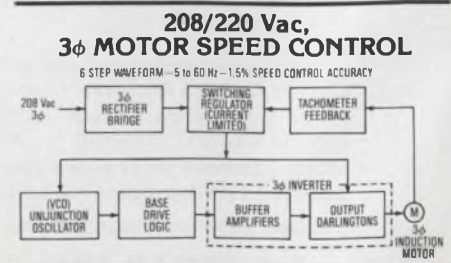 208/220 Vac,
3ϕ MOTOR SPEED CONTROL
6 STEP WAVEFORM—5 to 60 Hz—1.5% SPEED CONTROL ACCURACY
208 Vac
3ϕ
3ϕ
RECTIFIER
BRIDGE
SWITCHING
REGULATOR
(CURRENT
LIMITED)
TACHOMETER
FEEDBACK
(VCO)
UNIJUNCTION
OSCILLATOR
BASE
DRIVE
LOGIC
3ϕ INVERTER
BUFFER
AMPLIFIERS
OUTPUT
DARLINGTONS
M
3ϕ
INDUCTION
MOTOR